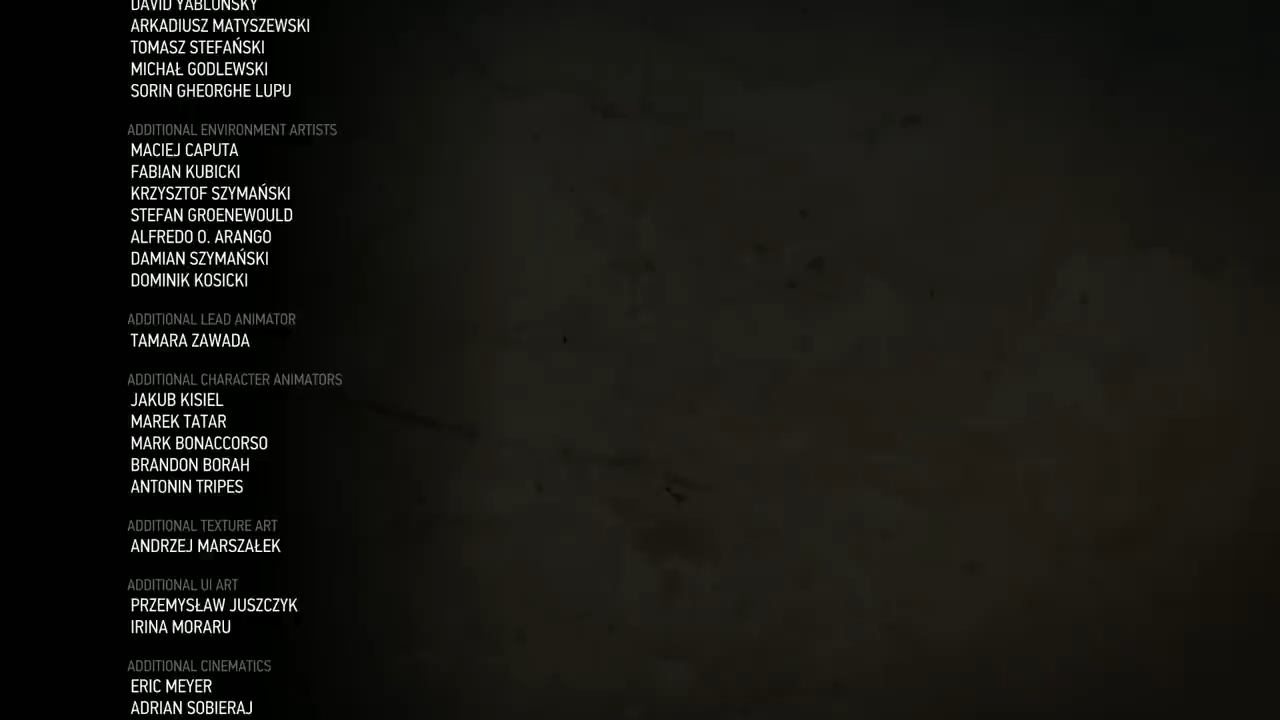 DAVID YABLONSKY
ARKADIUSZ MATYSZEWSKI
TOMASZ STEFAŃSKI
MICHAŁ GODLEWSKI
SORIN GHEORGHE LUPU
ADDITIONAL ENVIRONMENT ARTISTS
MACIEJ CAPUTA
FABIAN KUBICKI
KRZYSZTOF SZYMAŃSKI
STEFAN GROENEWOULD
ALFREDO O. ARANGO
DAMIAN SZYMAŃSKI
DOMINIK KOSICKI
ADDITIONAL LEAD ANIMATOR
TAMARA ZAWADA
ADDITIONAL CHARACTER ANIMATORS
JAKUB KISIEL
MAREK TATAR
MARK BONACCORSO
BRANDON BORAH
ANTONIN TRIPES
ADDITIONAL TEXTURE ART
ANDRZEJ MARSZAŁEK
ADDITIONAL UI ART
PRZEMYSŁAW JUSZCZYK
IRINA MORARU
ADDITIONAL CINEMATICS
ERIC MEYER
ADRIAN SOBIERAJ